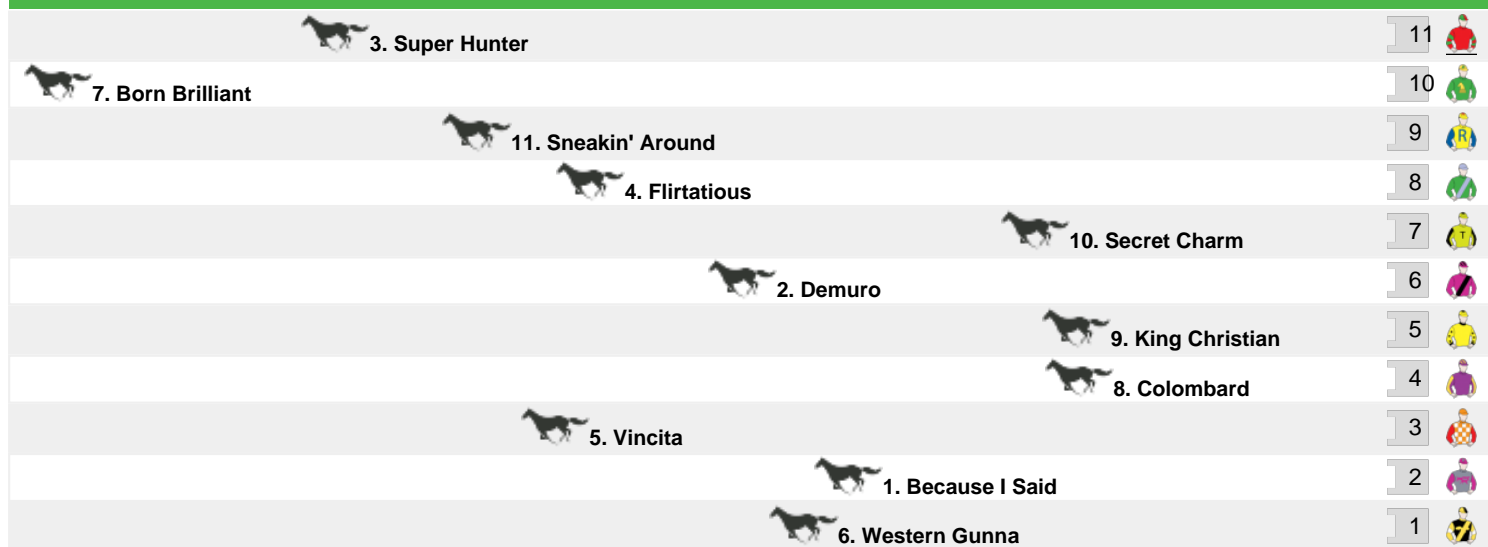 3. Super Hunter 11
7. Born Brilliant 10
11. Sneakin' Around 9 R
4. Flirtatious 8
10. Secret Charm 7 T
2. Demuro 6
9. King Christian 5
8. Colombard 4
5. Vincita 3
1. Because I Said 2
6. Western Gunna 1